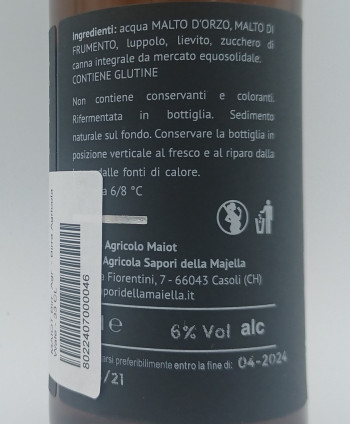 Ingredienti: acqua MALTO D'ORZO, MALTO DI
FRUMENTO, luppolo, lievito, zucchero di
canna integrale da mercato equosolidale.
CONTIENE GLUTINE
Non contiene conservanti e coloranti.
Rifermentata in bottiglia. Sedimento
naturale sul fondo. Conservare la bottiglia in
posizione verticale al fresco e al riparo dalla
dalle fonti di calore.
a 6/8 °C
Agricolo Maiot
Agricola Sapori della Majella
Fiorentini, 7 - 66043 Casoli (CH)
poridellamaiella.it
e
6% Vol alc
arsi preferibilmente entro la fine di: 04-2024
/21
8022407000046